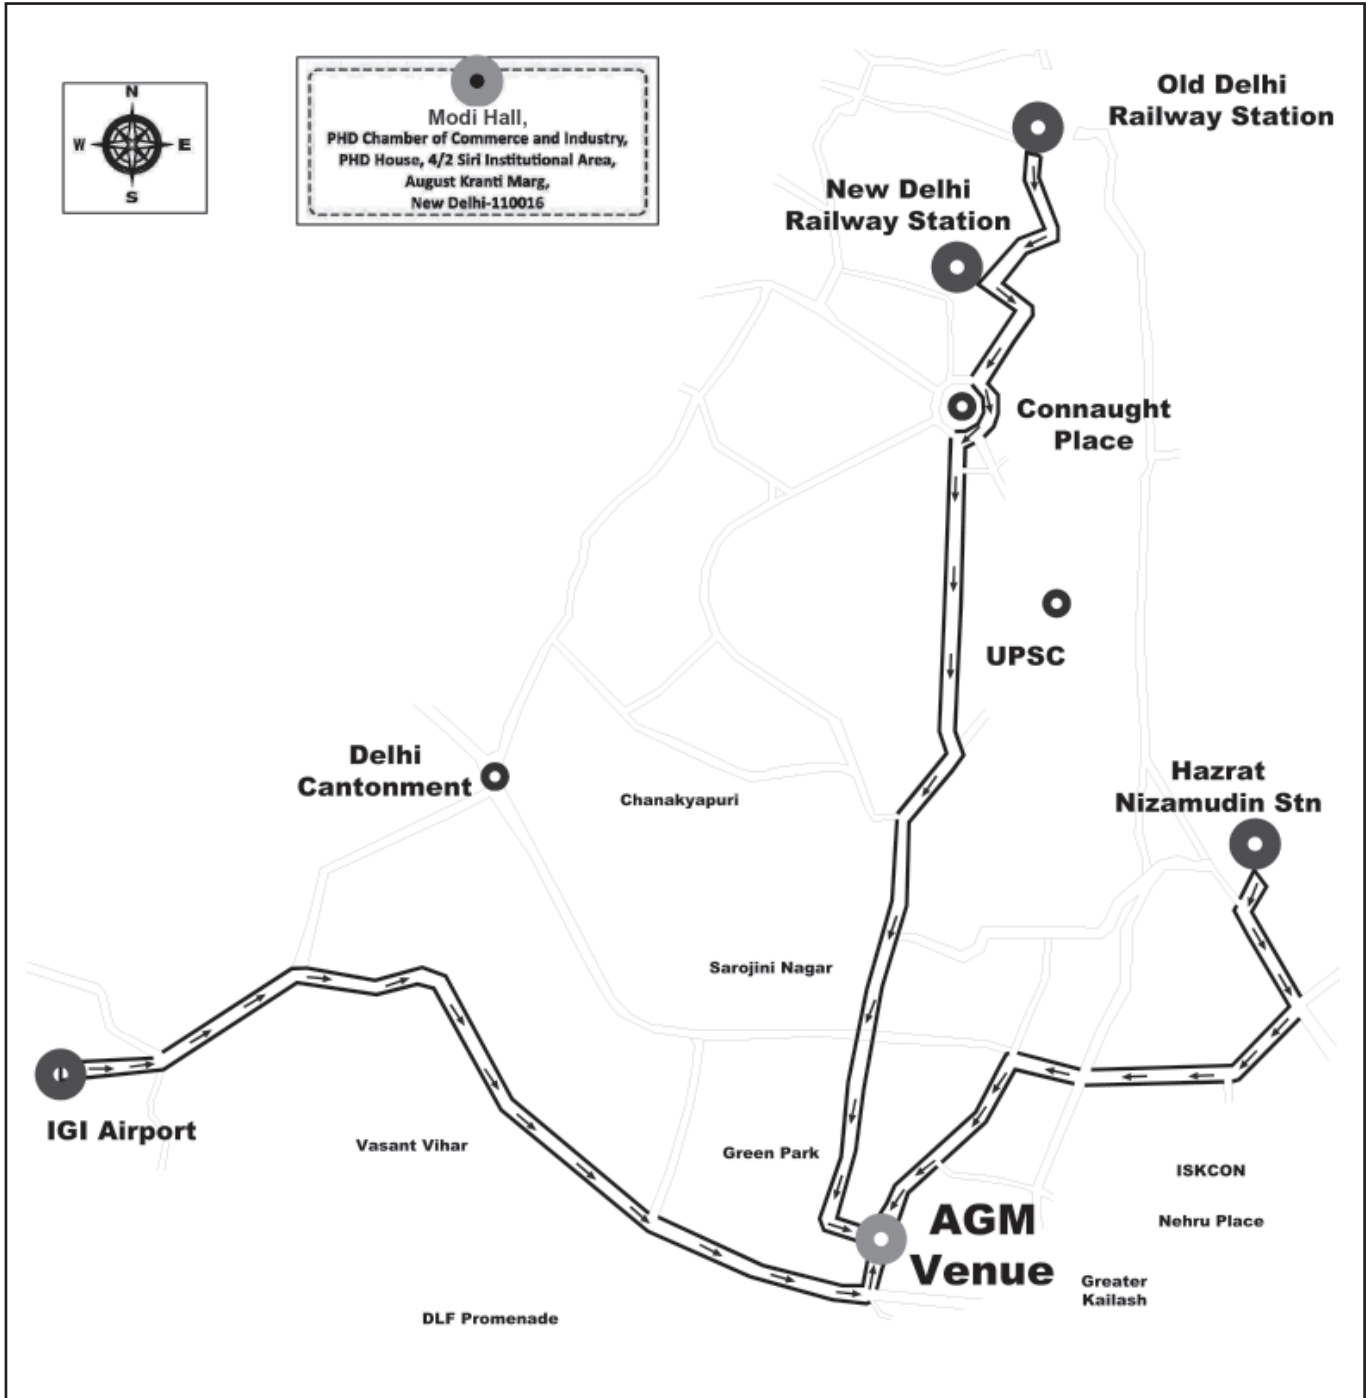 N
W E
S
Modi Hall,
PHD Chamber of Commerce and Industry,
PHD House, 4/2 Siri Institutional Area,
August Kranti Marg,
New Delhi-110016
Old Delhi
Railway Station
New Delhi
Railway Station
Connaught
Place
UPSC
Delhi
Cantonment
Hazrat
Nizamudin Stn
Chanakyapuri
Sarojini Nagar
IGI Airport
Vasant Vihar
Green Park
ISKCON
AGM
Venue
Nehru Place
Greater
Kailash
DLF Promenade